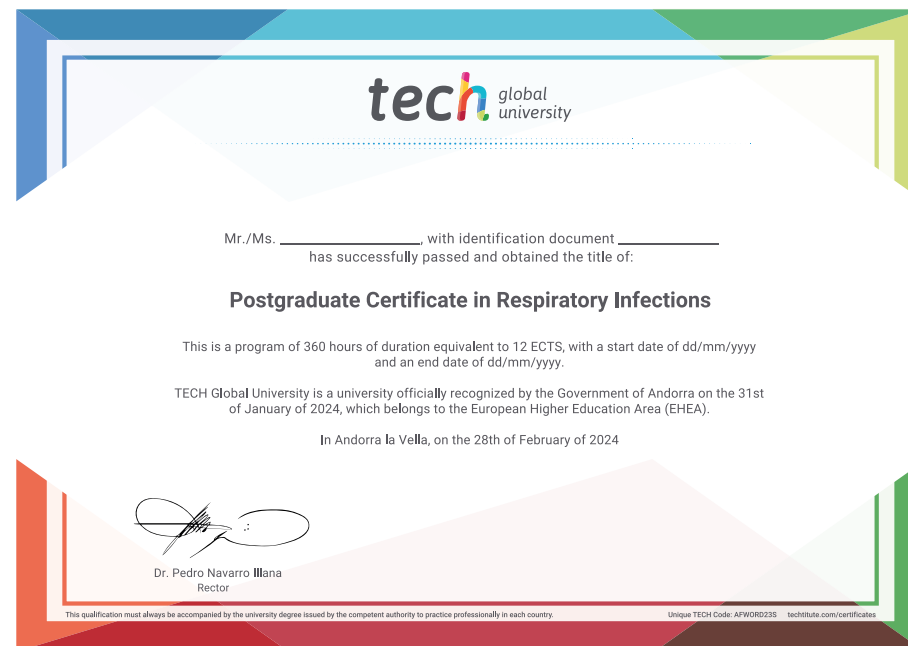 tech global university
Mr./Ms. ____________, with identification document ____________
has successfully passed and obtained the title of:
Postgraduate Certificate in Respiratory Infections
This is a program of 360 hours of duration equivalent to 12 ECTS, with a start date of dd/mm/yyyy
and an end date of dd/mm/yyyy.
TECH Global University is a university officially recognized by the Government of Andorra on the 31st
of January of 2024, which belongs to the European Higher Education Area (EHEA).
In Andorra la Vella, on the 28th of February of 2024
Dr. Pedro Navarro Illana
Rector
This qualification must always be accompanied by the university degree issued by the competent authority to practice professionally in each country. Unique TECH Code: AFWORD23S techtitute.com/certificates